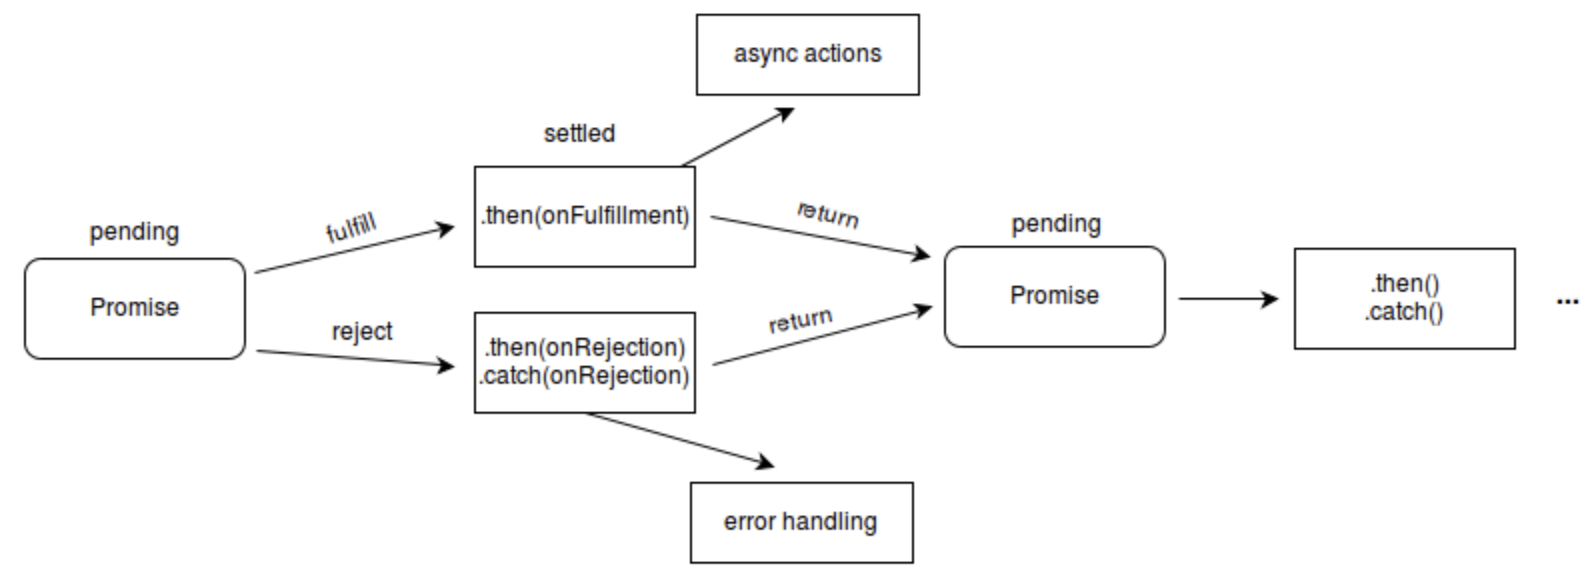 async actions
settled
.then(onFulfillment)
fulfill
return
pending
pending
Promise
Promise
.then()
.catch()
...
reject
.then(onRejection)
.catch(onRejection)
return
error handling